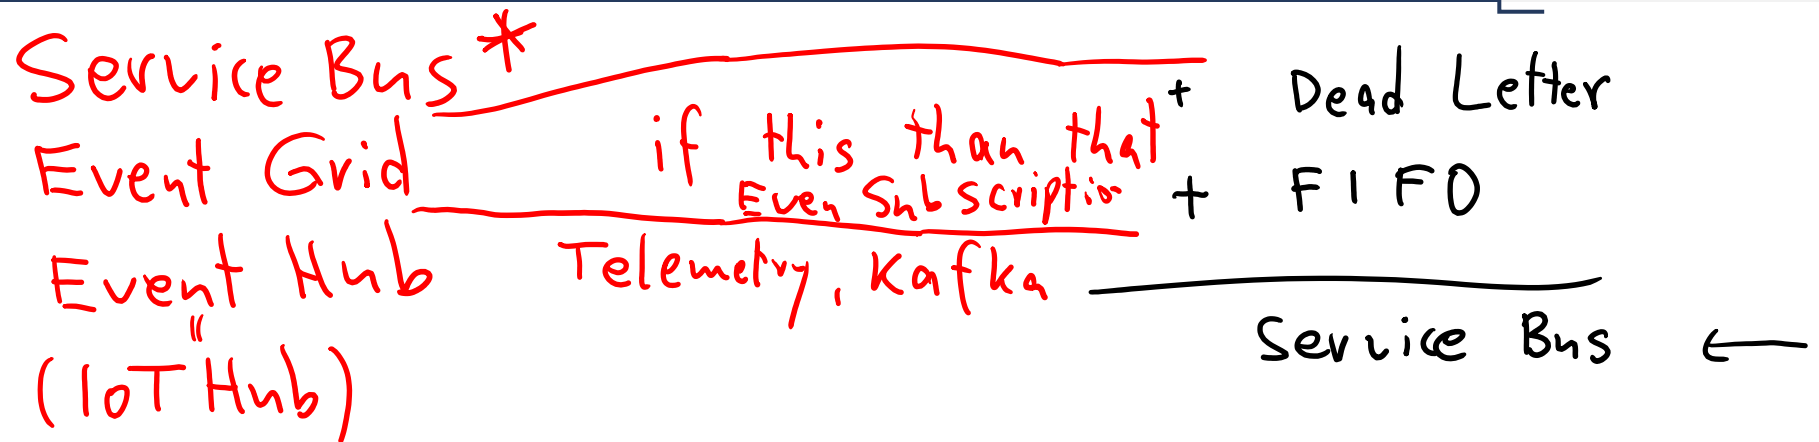 Service Bus *
Event Grid
if this than that
Even Subscription
Event Hub
Telemetry, Kafka
"
(IoT Hub)
+ Dead Letter
+ FIFO
Service Bus ←